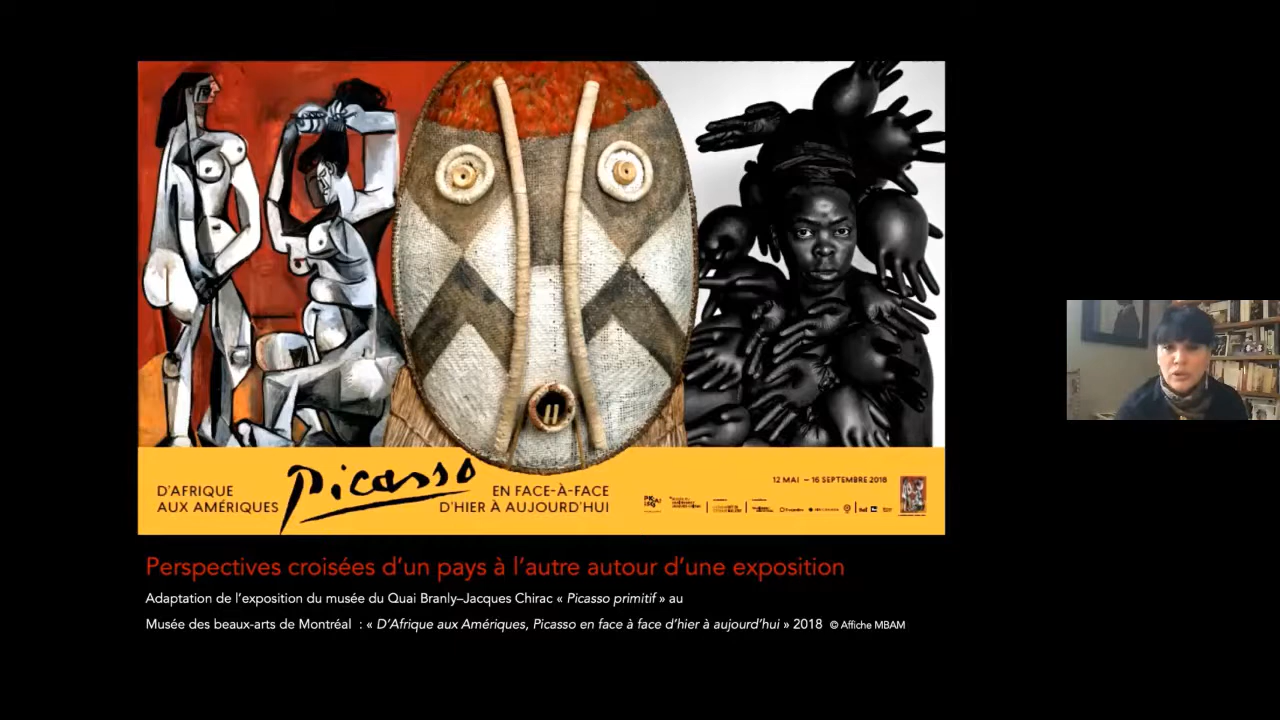 D'AFRIQUE
AUX AMÉRIQUES
Picasso
EN FACE-À-FACE
D'HIER À AUJOURD'HUI
12 MAI – 16 SEPTEMBRE 2018
Perspectives croisées d'un pays à l'autre autour d'une exposition
Adaptation de l'exposition du musée du Quai Branly–Jacques Chirac « Picasso primitif » au
Musée des beaux-arts de Montréal : « D'Afrique aux Amériques, Picasso en face à face d'hier à aujourd'hui » 2018 © Affiche MBAM